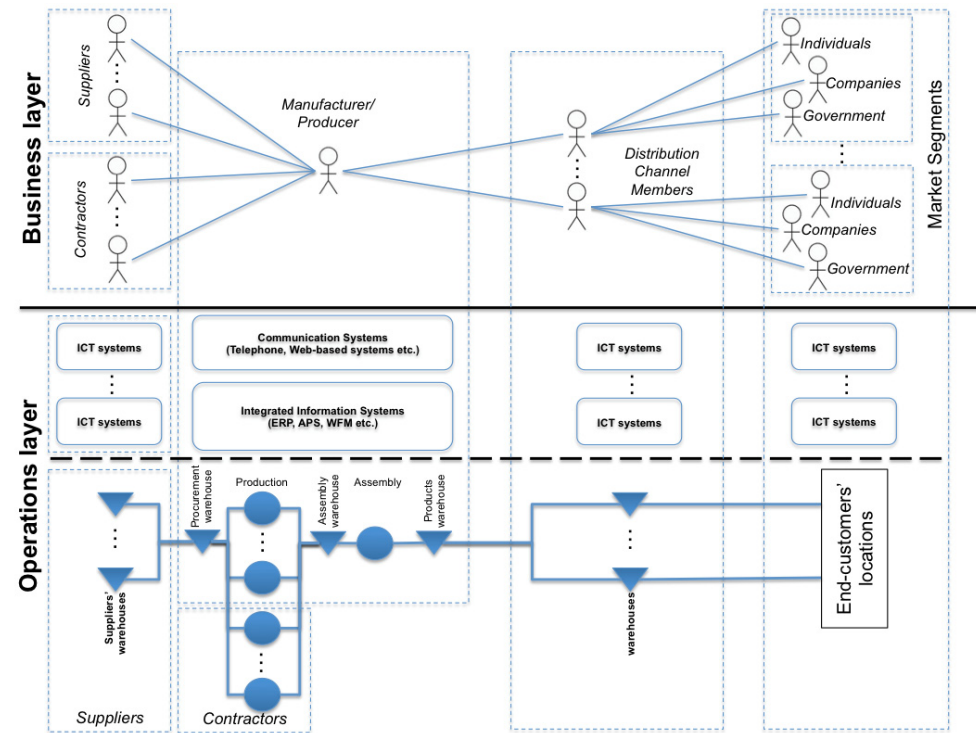 Business layer
Suppliers
Contractors
Manufacturer/
Producer
Distribution
Channel
Members
Individuals
Companies
Government
Individuals
Companies
Government
Market Segments
Operations layer
ICT systems
ICT systems
Communication Systems
(Telephone, Web-based systems etc.)
Integrated Information Systems
(ERP, APS, WFM etc.)
ICT systems
ICT systems
ICT systems
ICT systems
Suppliers'
warehouses
Procurement
warehouse
Production
Assembly
warehouse
Assembly
Products
warehouse
warehouses
End-customers'
locations
Suppliers
Contractors